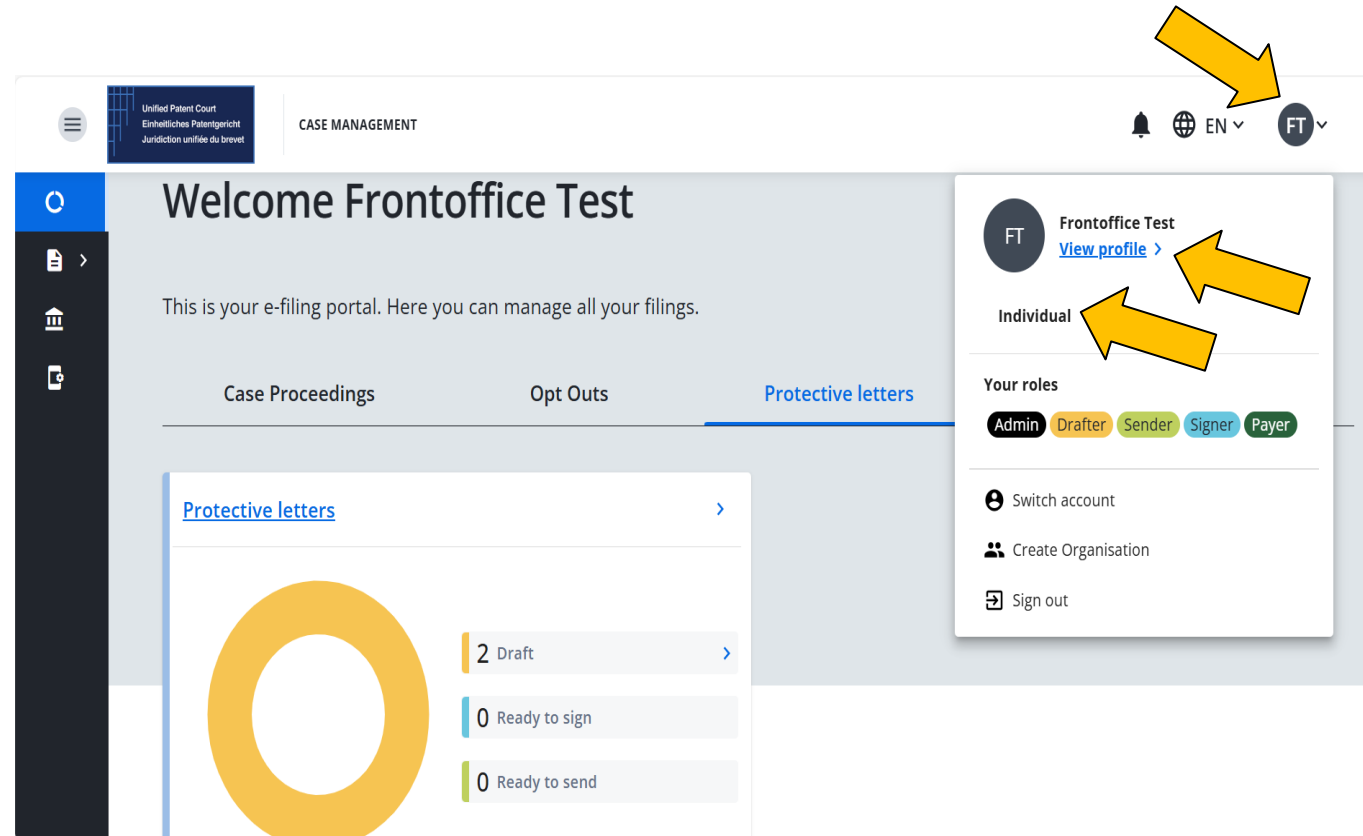 Unified Patent Court
Einheitliches Patentgericht
Juridiction unifiée du brevet
CASE MANAGEMENT
EN
FT
Welcome Frontoffice Test
FT
Frontoffice Test
View profile
Individual
This is your e-filing portal. Here you can manage all your filings.
Case Proceedings
Opt Outs
Protective letters
Your roles
Admin Drafter Sender Signer Payer
Switch account
Create Organisation
Sign out
Protective letters
2 Draft
0 Ready to sign
0 Ready to send